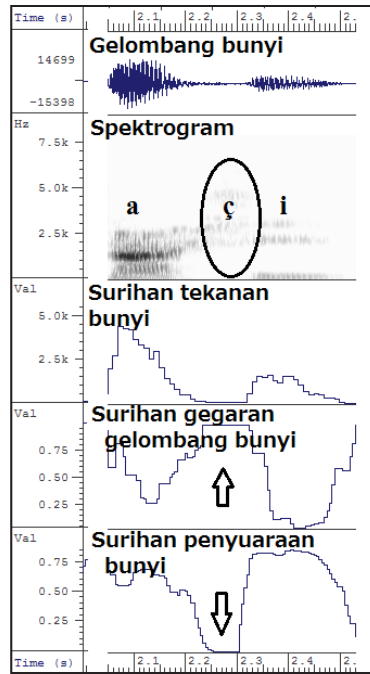 Time (s) 2.1 2.2 2.3 2.4 2.
Gelombang bunyi
14699
-15398
Hz
Spektrogram
7.5k
5.0k
a ç i
2.5k
Val
Surihan tekanan
bunyi
5.0k
2.5k
Val
Surihan gegaran
gelombang bunyi
0.75
0.50
0.25
Val
Surihan penyuaraan
bunyi
0.75
0.50
0.25
Time (s) 2.1 2.2 2.3 2.4 2.